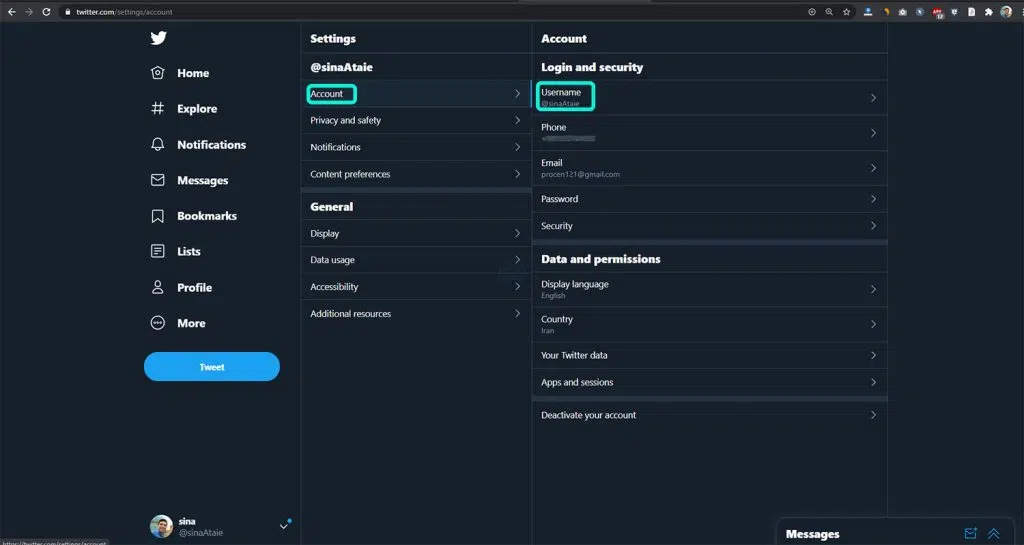 twitter.com/settings/account
12
Home
Explore
Notifications
Messages
Bookmarks
Lists
Profile
More
Tweet
sina
@sinaAtaie
https://twitter.com/settings/account
Settings
@sinaAtaie
Account
Privacy and safety
Notifications
Content preferences
General
Display
Data usage
Accessibility
Additional resources
Account
Login and security
Username
@sinaAtaie
Phone
Email
procen121@gmail.com
Password
Security
Data and permissions
Display language
English
Country
Iran
Your Twitter data
Apps and sessions
Deactivate your account
Messages